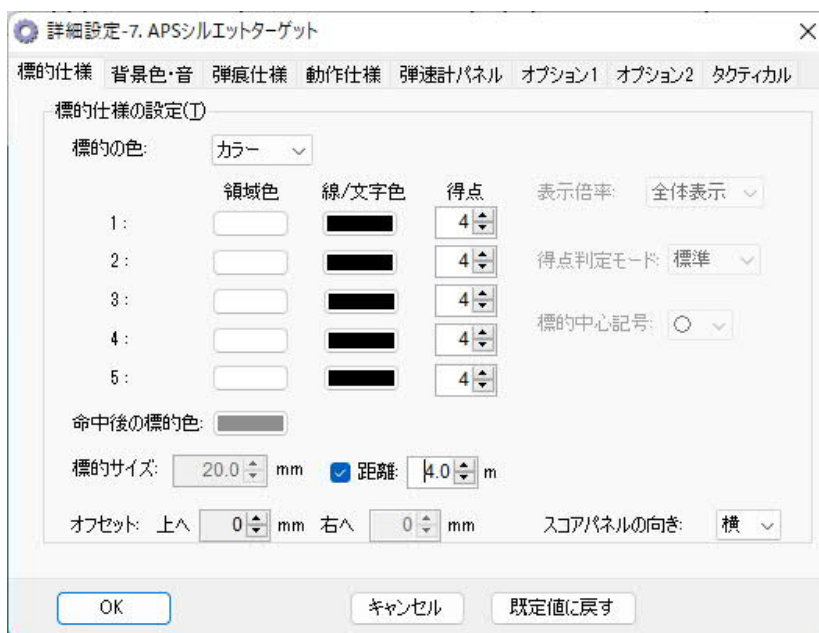 詳細設定-7. APSシルエットターゲット
標的仕様 背景色・音 弾痕仕様 動作仕様 弾速計パネル オプション1 オプション2 タクティカル
標的仕様の設定(T)
標的の色: カラー
領域色 線/文字色 得点 表示倍率: 全体表示
1: 4
2: 4 得点判定モード: 標準
3: 4
標的中心記号: ○
4: 4
5: 4
命中後の標的色:
標的サイズ: 20.0 mm 距離: 4.0 m
オフセット: 上へ 0 mm 右へ 0 mm スコアパネルの向き: 横
OK キャンセル 既定値に戻す